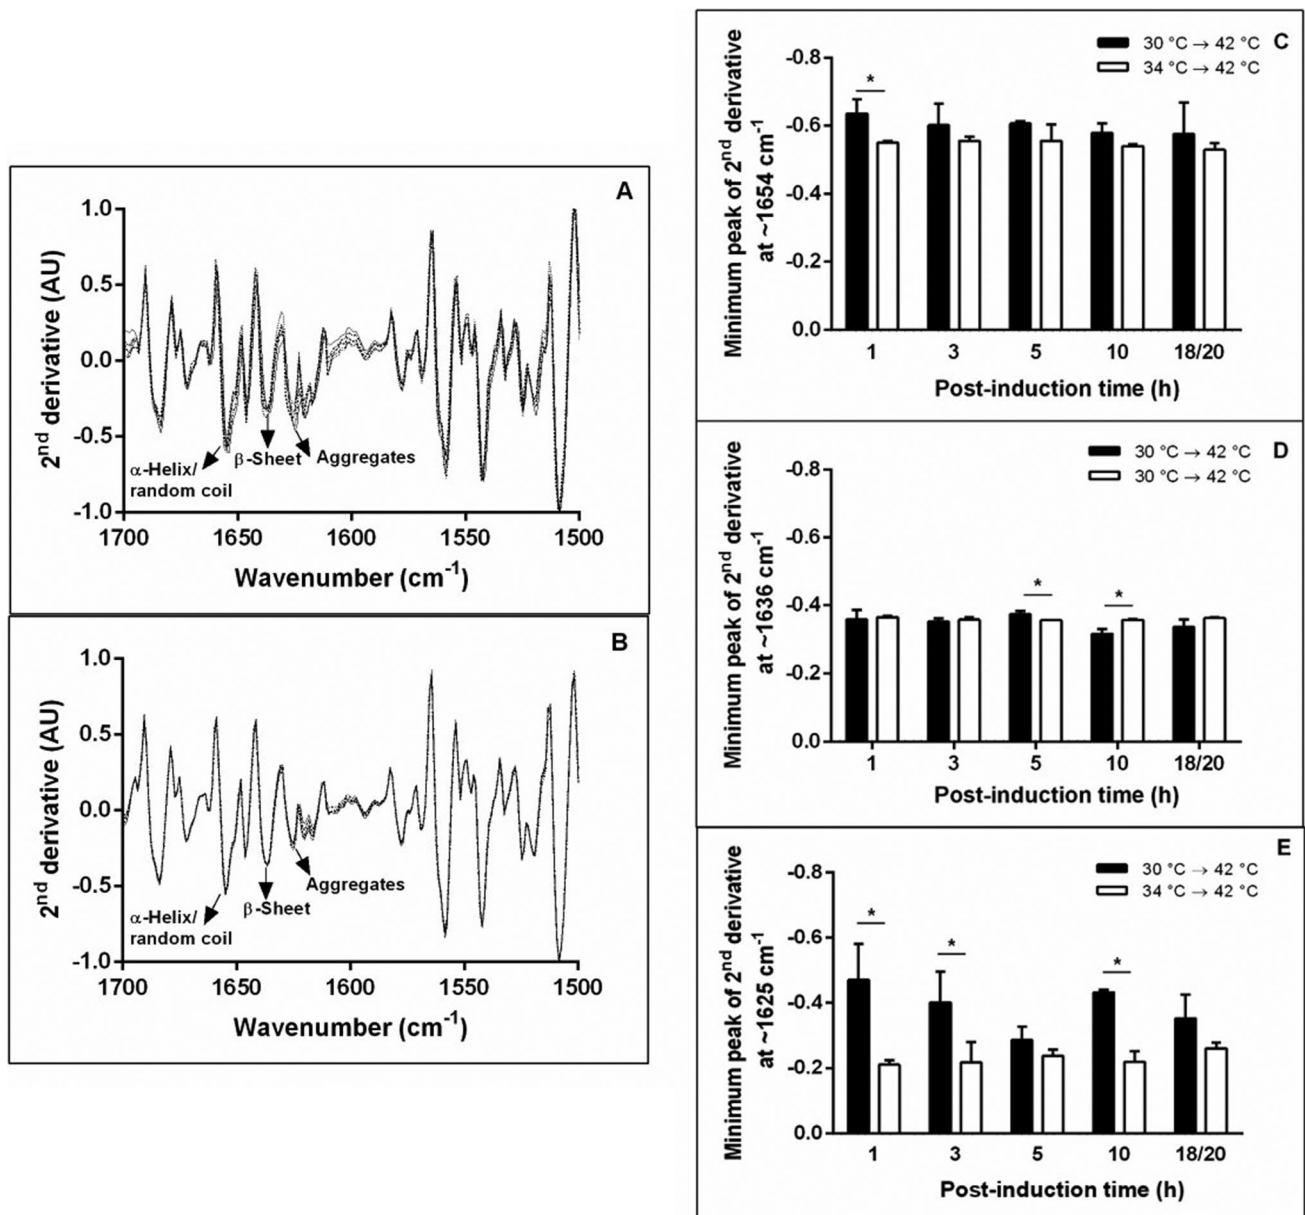 A
1.0
0.5
0.0
-0.5
-1.0
2nd derivative (AU)
α-Helix/
random coil
β-Sheet
Aggregates
1700
1650
1600
1550
1500
Wavenumber (cm-1)
B
1.0
0.5
0.0
-0.5
-1.0
2nd derivative (AU)
α-Helix/
random coil
β-Sheet
Aggregates
1700
1650
1600
1550
1500
Wavenumber (cm-1)
C
30 °C → 42 °C
34 °C → 42 °C
Minimum peak of 2nd derivative
at ~1654 cm-1
-0.8
-0.6
-0.4
-0.2
0.0
*
1
3
5
10
18/20
Post-induction time (h)
D
30 °C → 42 °C
30 °C → 42 °C
Minimum peak of 2nd derivative
at ~1636 cm-1
-0.8
-0.6
-0.4
-0.2
0.0
*
*
1
3
5
10
18/20
Post-induction time (h)
E
30 °C → 42 °C
34 °C → 42 °C
Minimum peak of 2nd derivative
at ~1625 cm-1
-0.8
-0.6
-0.4
-0.2
0.0
*
*
*
1
3
5
10
18/20
Post-induction time (h)